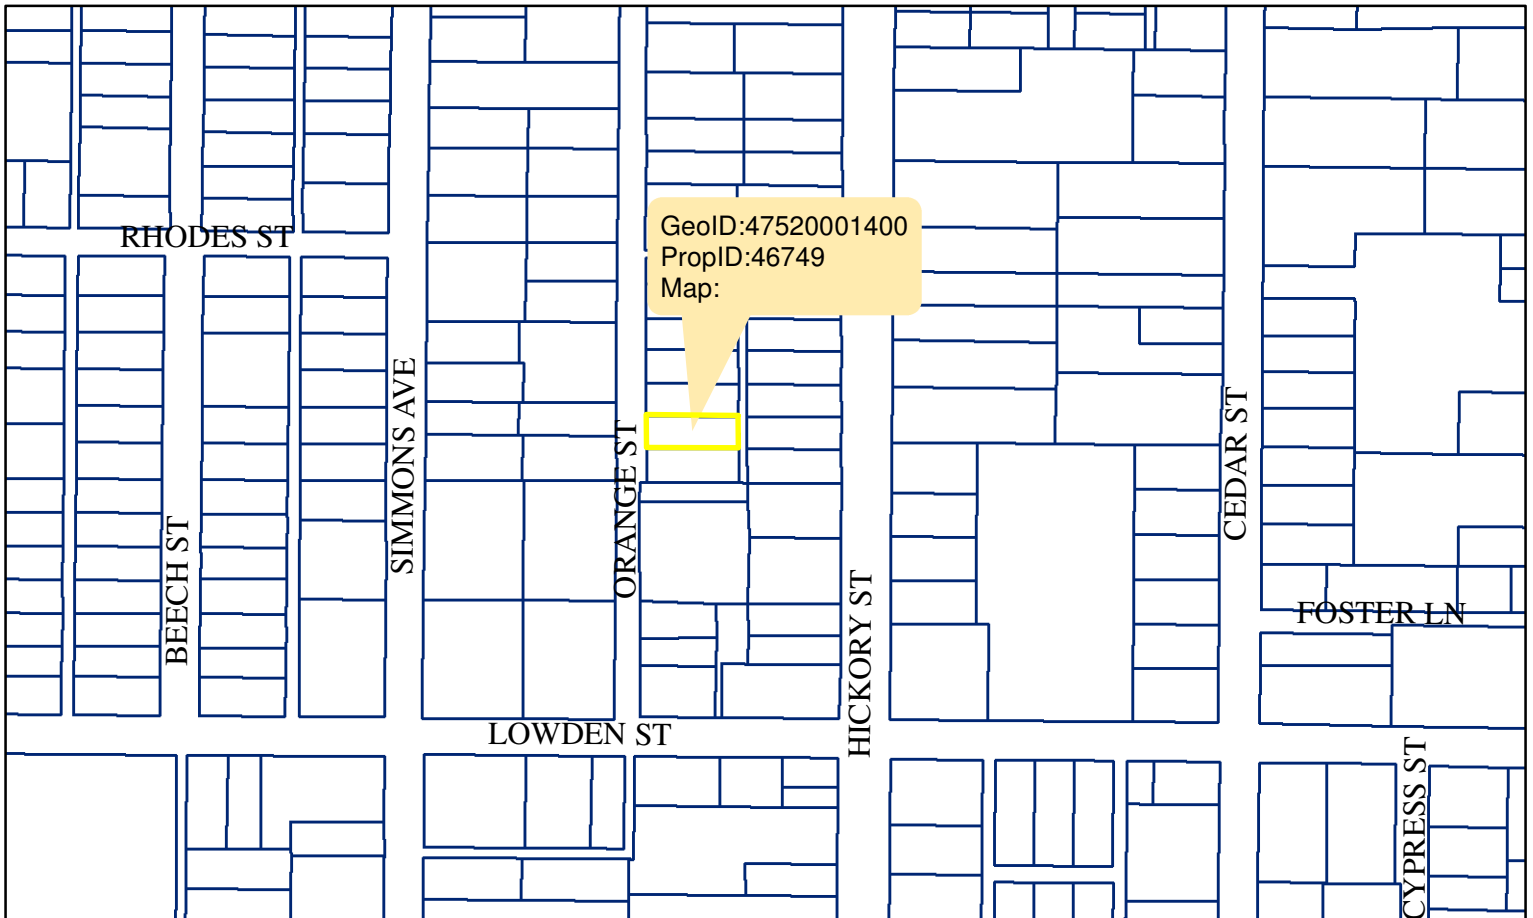 GeoID:47520001400
PropID:46749
Map:
RHODES ST
SIMMONS AVE
ORANGE ST
BEECH ST
CEDAR ST
HICKORY ST
FOSTER LN
LOWDEN ST
CYPRESS ST